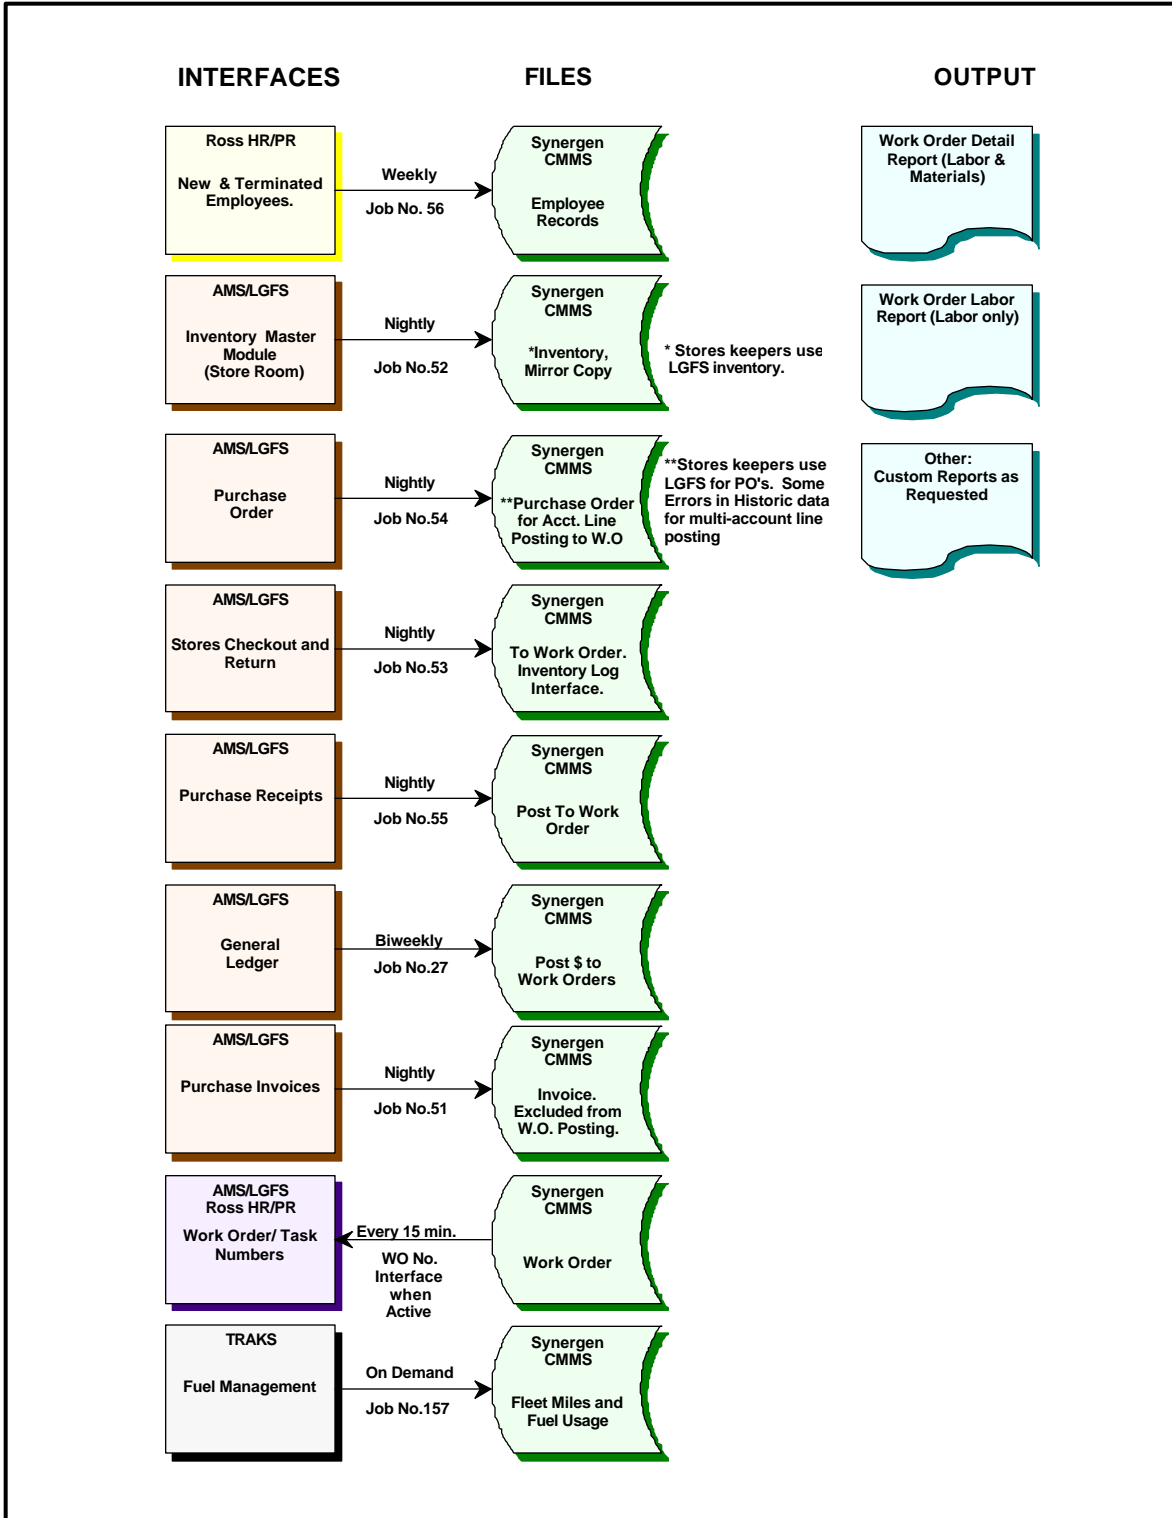 INTERFACES
FILES
OUTPUT
Ross HR/PR
New & Terminated
Employees.
Weekly
Job No. 56
Synergen
CMMS
Employee
Records
Work Order Detail
Report (Labor &
Materials)
AMS/LGFS
Inventory Master
Module
(Store Room)
Nightly
Job No.52
Synergen
CMMS
*Inventory,
Mirror Copy
* Stores keepers use
LGFS inventory.
Work Order Labor
Report (Labor only)
AMS/LGFS
Purchase
Order
Nightly
Job No.54
Synergen
CMMS
**Purchase Order
for Acct. Line
Posting to W.O
**Stores keepers use
LGFS for PO's. Some
Errors in Historic data
for multi-account line
posting
Other:
Custom Reports as
Requested
AMS/LGFS
Stores Checkout and
Return
Nightly
Job No.53
Synergen
CMMS
To Work Order.
Inventory Log
Interface.
AMS/LGFS
Purchase Receipts
Nightly
Job No.55
Synergen
CMMS
Post To Work
Order
AMS/LGFS
General
Ledger
Biweekly
Job No.27
Synergen
CMMS
Post $ to
Work Orders
AMS/LGFS
Purchase Invoices
Nightly
Job No.51
Synergen
CMMS
Invoice.
Excluded from
W.O. Posting.
AMS/LGFS
Ross HR/PR
Work Order/ Task
Numbers
Every 15 min.
WO No.
Interface
when
Active
Synergen
CMMS
Work Order
TRAKS
Fuel Management
On Demand
Job No.157
Synergen
CMMS
Fleet Miles and
Fuel Usage